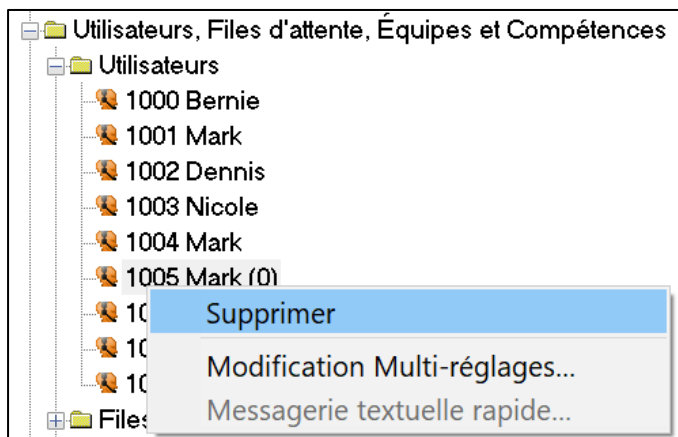 Utilisateurs, Files d'attente, Équipes et Compétences
Utilisateurs
1000 Bernie
1001 Mark
1002 Dennis
1003 Nicole
1004 Mark
1005 Mark (0)
Supprimer
Modification Multi-réglages...
Messagerie textuelle rapide...
Files